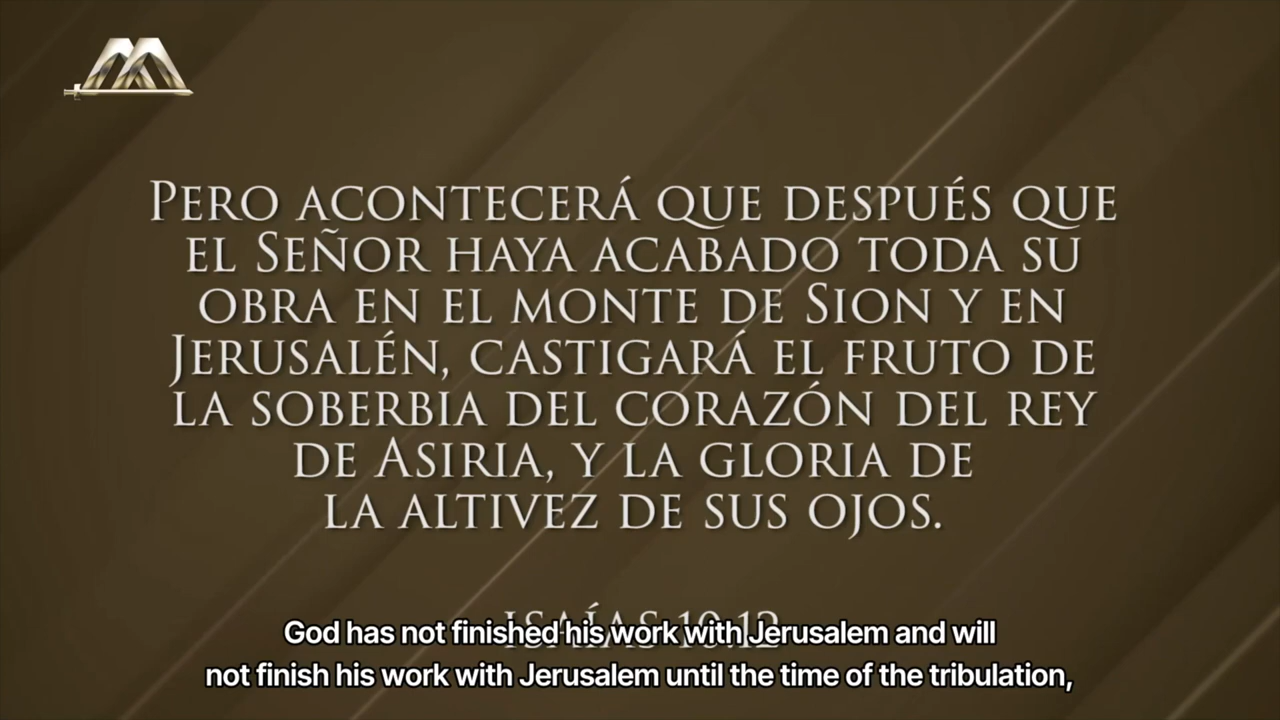 Pero acontecerá que después que
el Señor haya acabado toda su
obra en el monte de Sion y en
Jerusalén, castigará el fruto de
la soberbia del corazón del rey
de Asiria, y la gloria de
la altivez de sus ojos.
Isaías 10:12
God has not finished his work with Jerusalem and will
not finish his work with Jerusalem until the time of the tribulation,